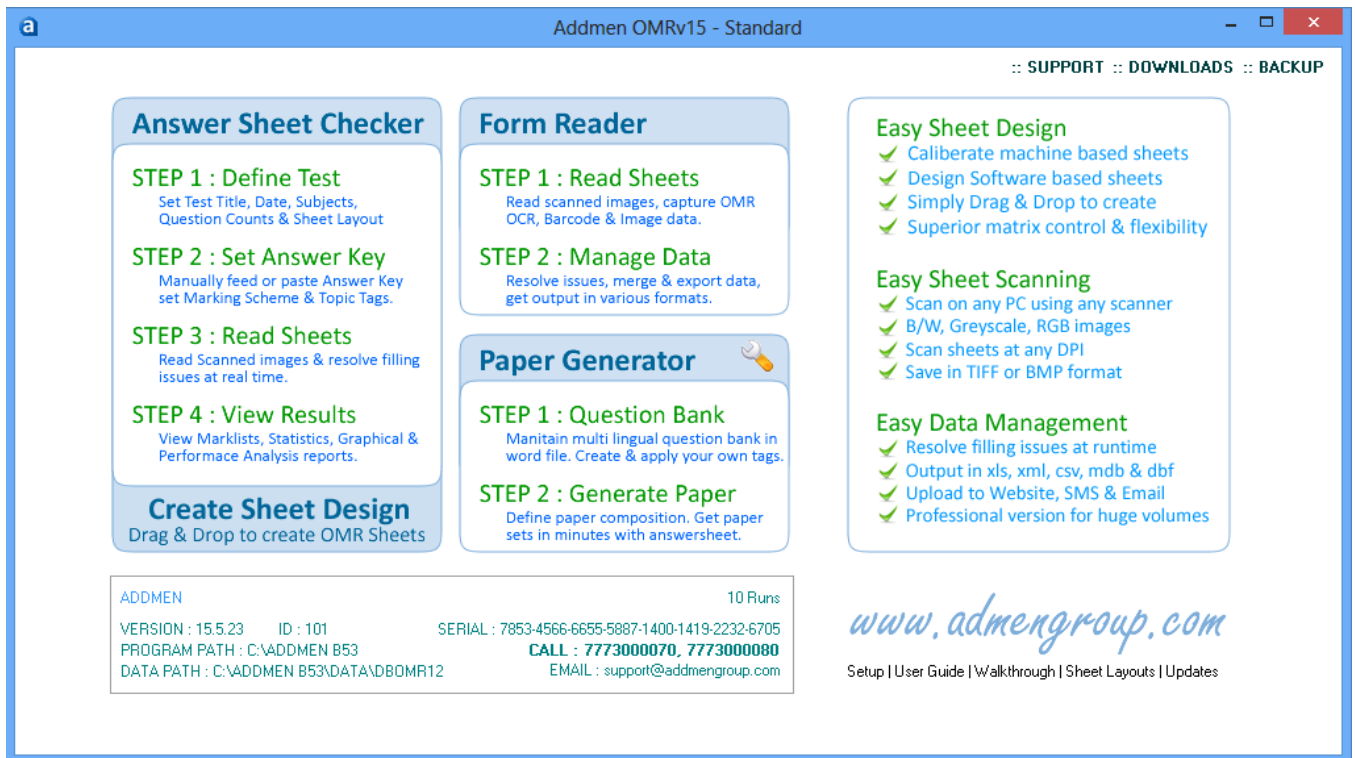 a
Addmen OMRv15 - Standard
:: SUPPORT :: DOWNLOADS :: BACKUP
Answer Sheet Checker
STEP 1 : Define Test
Set Test Title, Date, Subjects,
Question Counts & Sheet Layout
STEP 2 : Set Answer Key
Manually feed or paste Answer Key
set Marking Scheme & Topic Tags.
STEP 3 : Read Sheets
Read Scanned images & resolve filling
issues at real time.
STEP 4 : View Results
View Marklists, Statistics, Graphical &
Performace Analysis reports.
Create Sheet Design
Drag & Drop to create OMR Sheets
Form Reader
STEP 1 : Read Sheets
Read scanned images, capture OMR
OCR, Barcode & Image data.
STEP 2 : Manage Data
Resolve issues, merge & export data,
get output in various formats.
Paper Generator
STEP 1 : Question Bank
Manitain multi lingual question bank in
word file. Create & apply your own tags.
STEP 2 : Generate Paper
Define paper composition. Get paper
sets in minutes with answersheet.
Easy Sheet Design
Caliberate machine based sheets
Design Software based sheets
Simply Drag & Drop to create
Superior matrix control & flexibility
Easy Sheet Scanning
Scan on any PC using any scanner
B/W, Greyscale, RGB images
Scan sheets at any DPI
Save in TIFF or BMP format
Easy Data Management
Resolve filling issues at runtime
Output in xls, xml, csv, mdb & dbf
Upload to Website, SMS & Email
Professional version for huge volumes
ADDMEN 10 Runs
VERSION : 15.5.23 ID : 101 SERIAL : 7853-4566-6655-5887-1400-1419-2232-6705
PROGRAM PATH : C:\ADDMEN B53 CALL : 7773000070, 7773000080
DATA PATH : C:\ADDMEN B53\DATA\DBOMR12 EMAIL : support@addmengroup.com
www.admengroup.com
Setup | User Guide | Walkthrough | Sheet Layouts | Updates